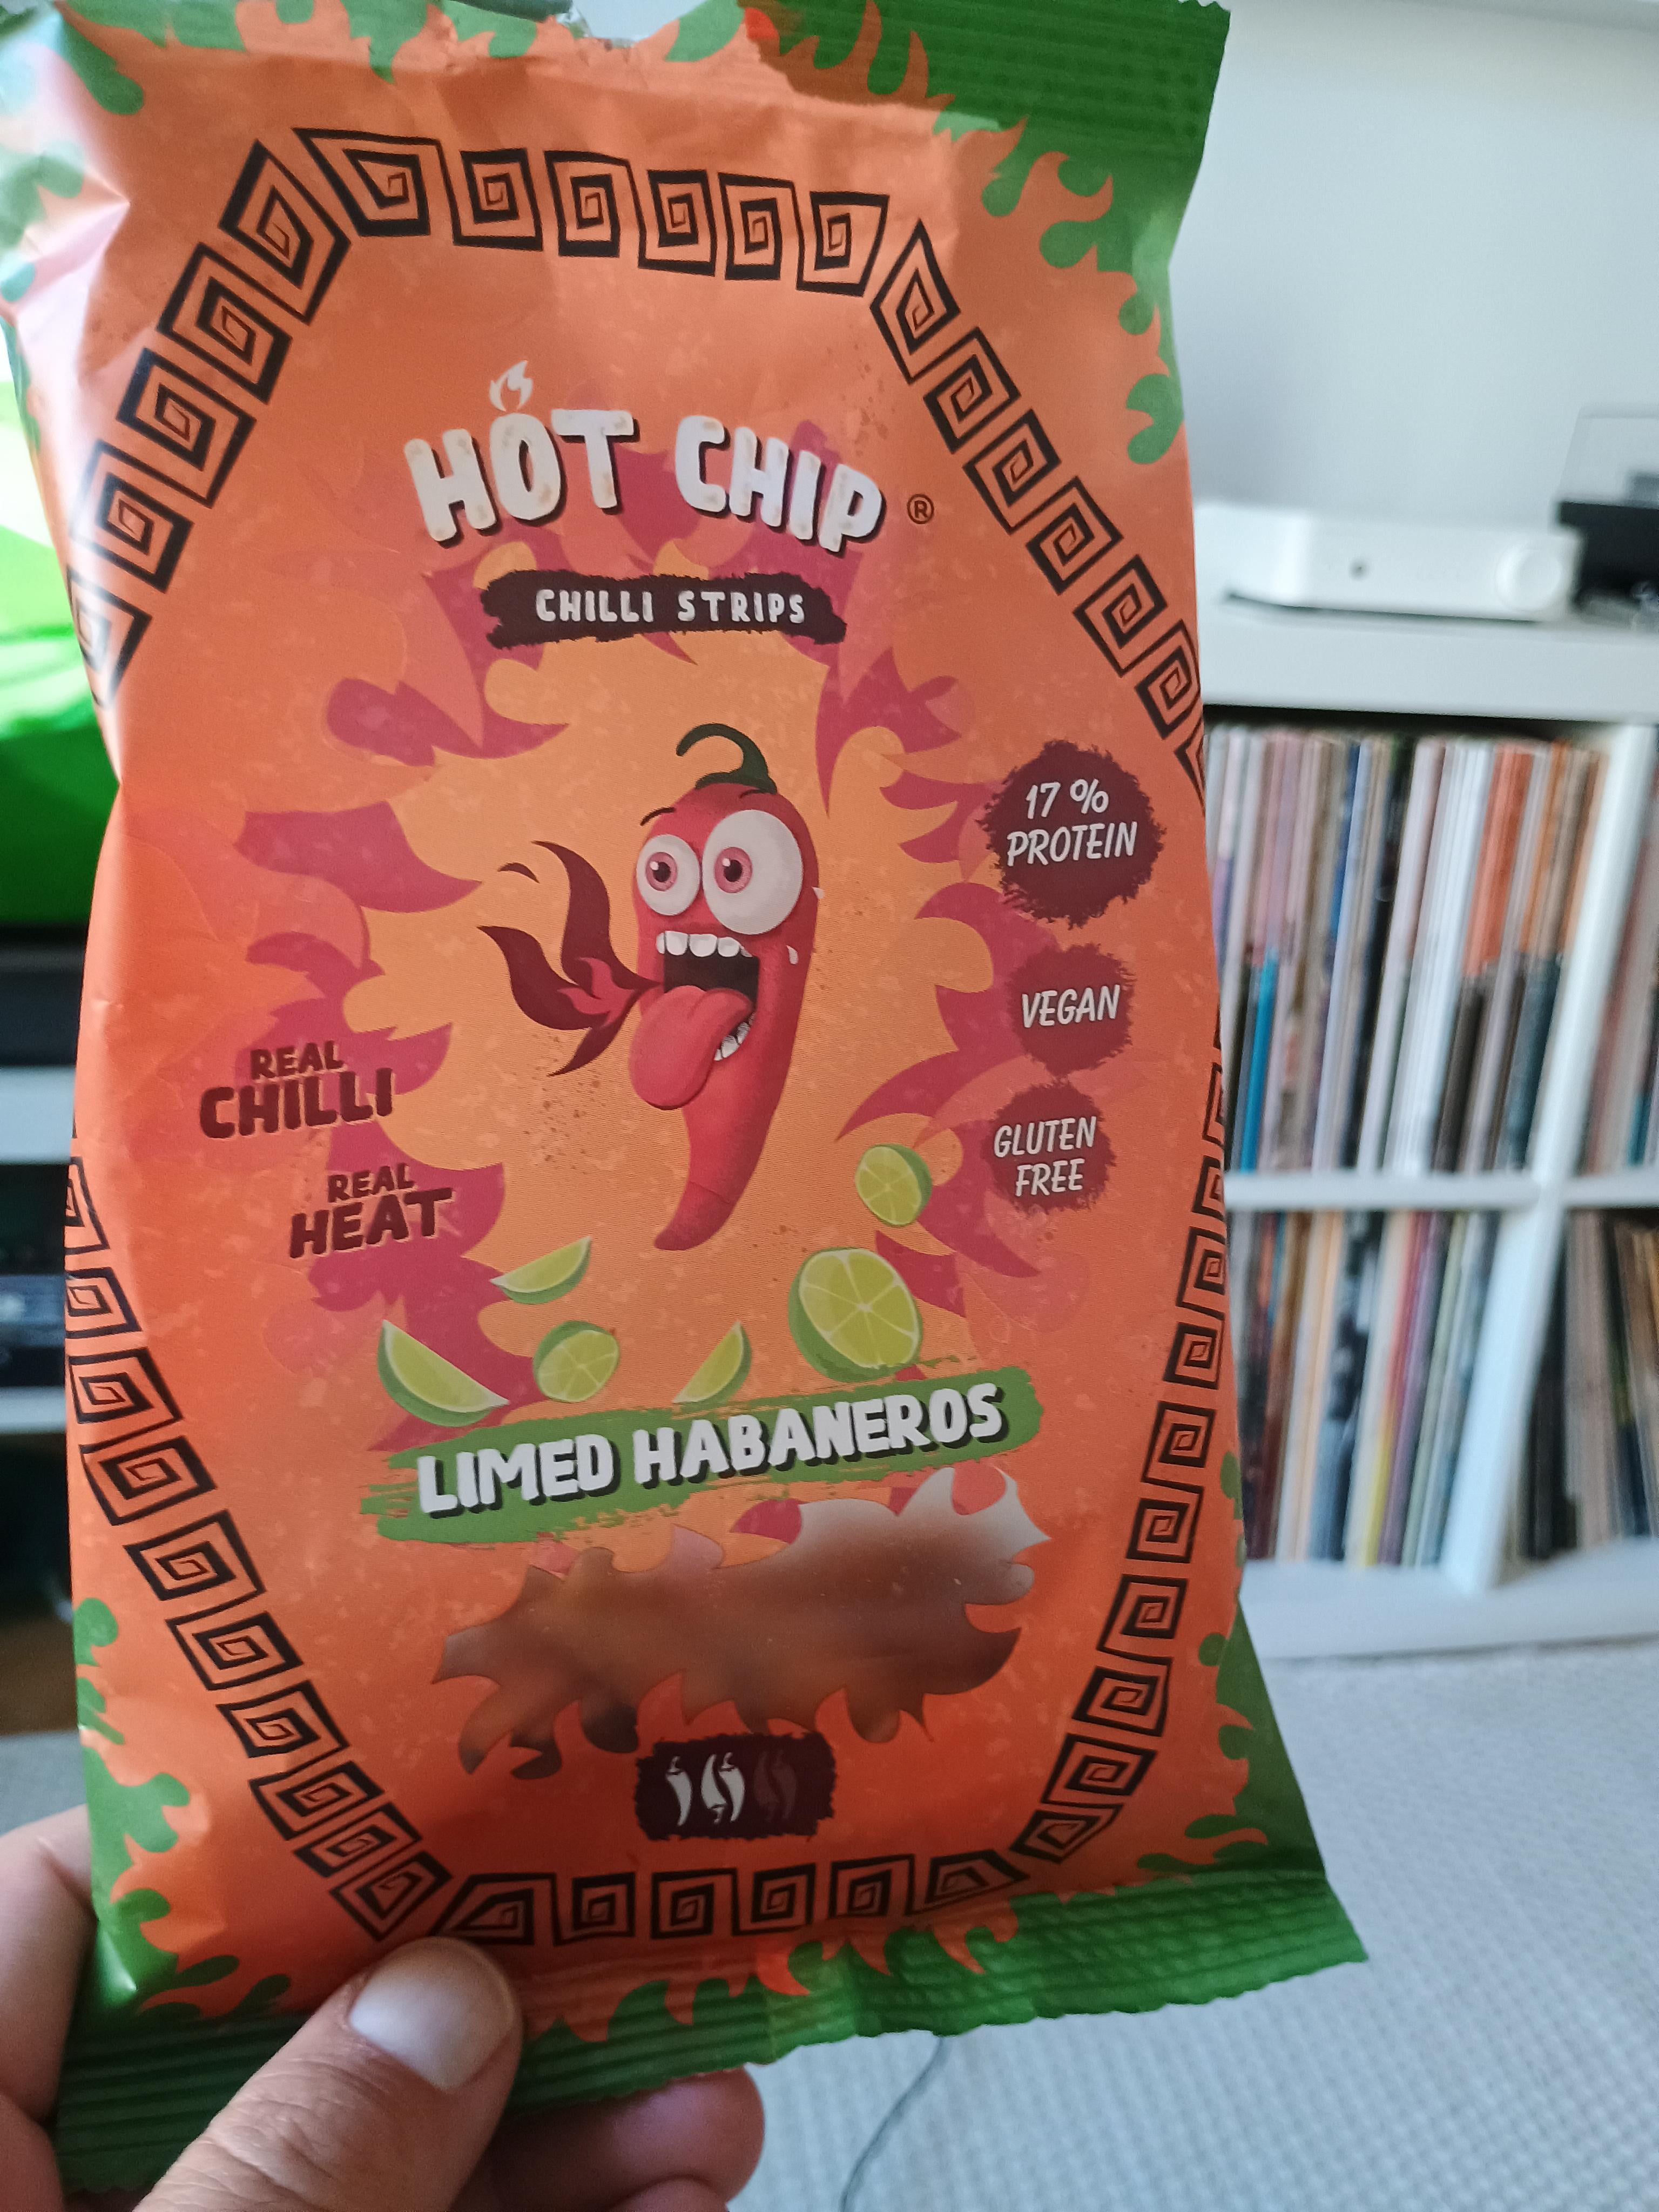 HOT CHIP ®
CHILLI STRIPS
17 %
PROTEIN
VEGAN
REAL
CHILLI
GLUTEN
FREE
REAL
HEAT
LIMED HABANEROS